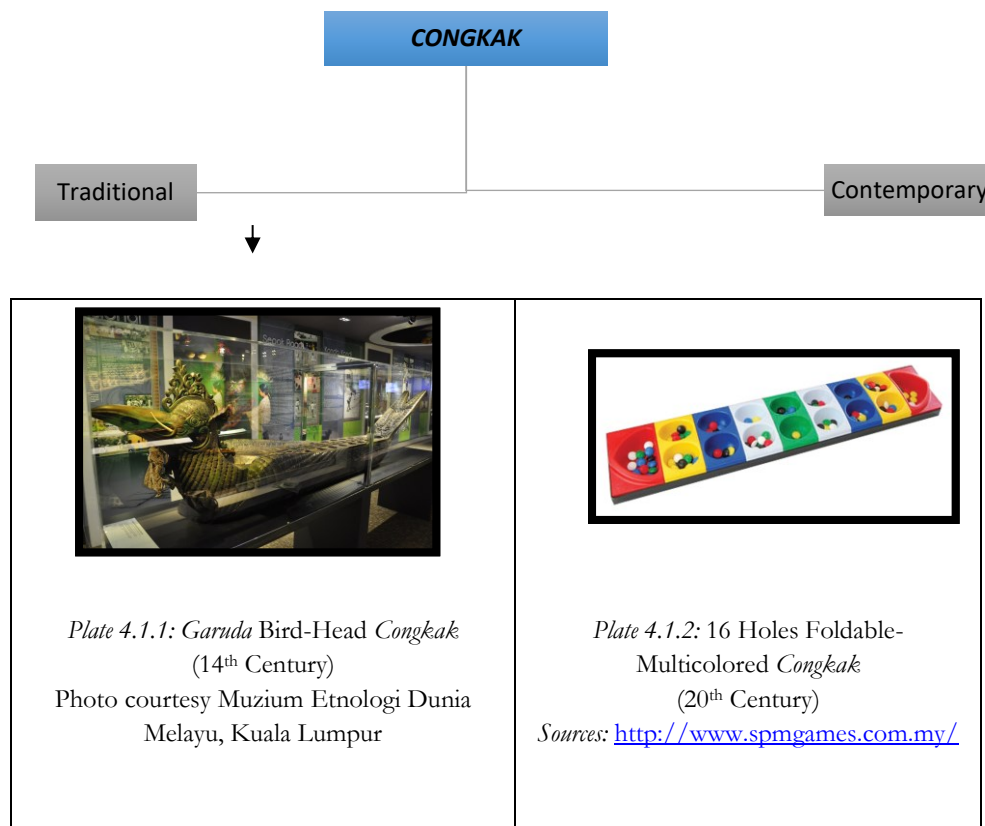 CONGKAK
Traditional
Contemporary
Plate 4.1.1: Garuda Bird-Head Congkak
(14th Century)
Photo courtesy Muzium Etnologi Dunia
Melayu, Kuala Lumpur
Plate 4.1.2: 16 Holes Foldable-
Multicolored Congkak
(20th Century)
Sources: http://www.spmgames.com.my/